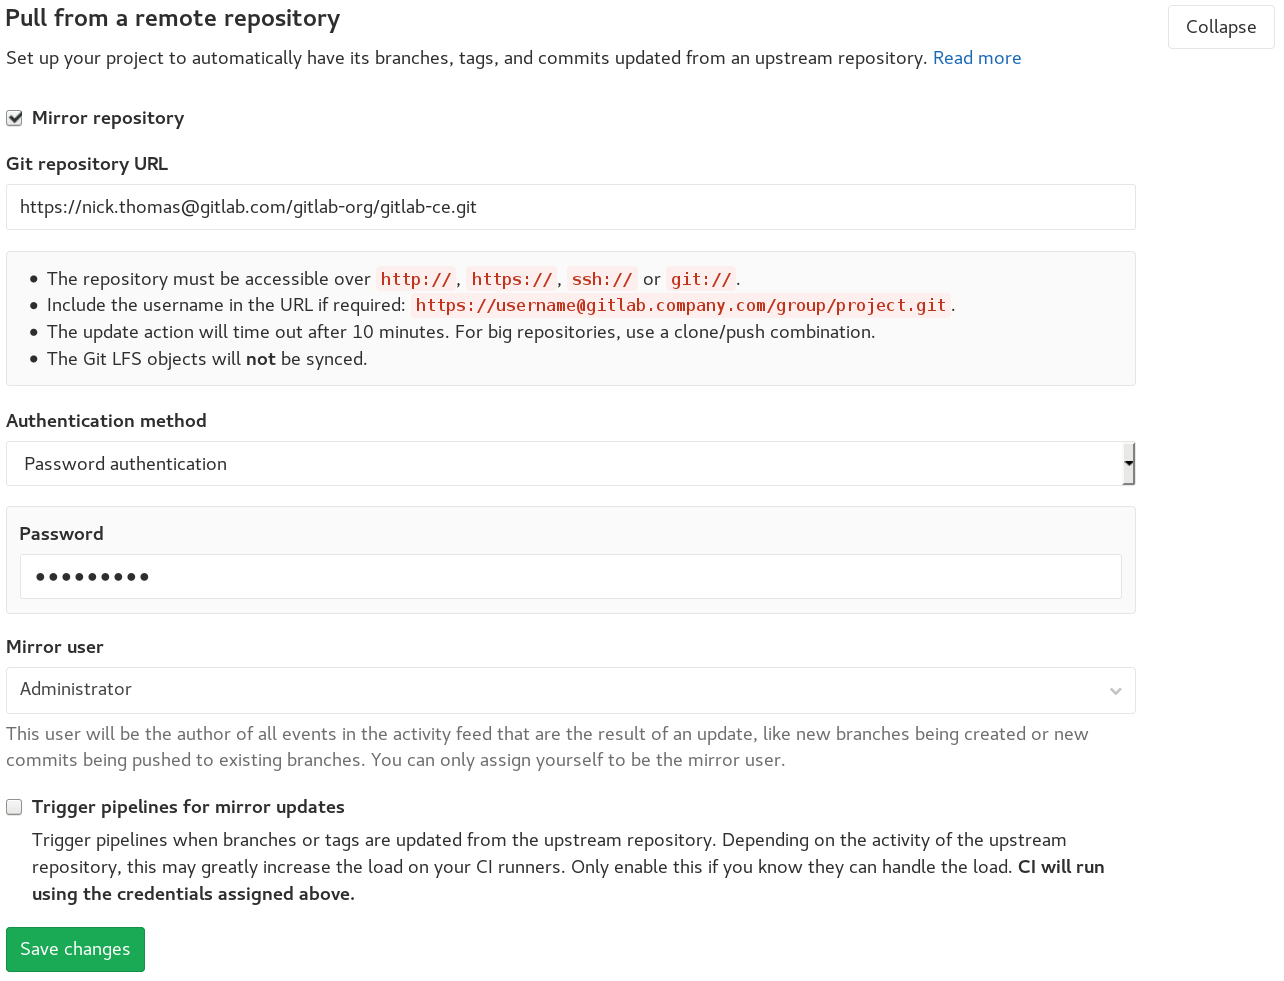 Pull from a remote repository
Collapse
Set up your project to automatically have its branches, tags, and commits updated from an upstream repository. Read more
Mirror repository
Git repository URL
https://nick.thomas@gitlab.com/gitlab-org/gitlab-ce.git
• The repository must be accessible over http://, https://, ssh:// or git://.
• Include the username in the URL if required: https://username@gitlab.company.com/group/project.git.
• The update action will time out after 10 minutes. For big repositories, use a clone/push combination.
• The Git LFS objects will not be synced.
Authentication method
Password authentication
Password
●●●●●●●●●
Mirror user
Administrator
This user will be the author of all events in the activity feed that are the result of an update, like new branches being created or new
commits being pushed to existing branches. You can only assign yourself to be the mirror user.
Trigger pipelines for mirror updates
Trigger pipelines when branches or tags are updated from the upstream repository. Depending on the activity of the upstream
repository, this may greatly increase the load on your CI runners. Only enable this if you know they can handle the load. CI will run
using the credentials assigned above.
Save changes